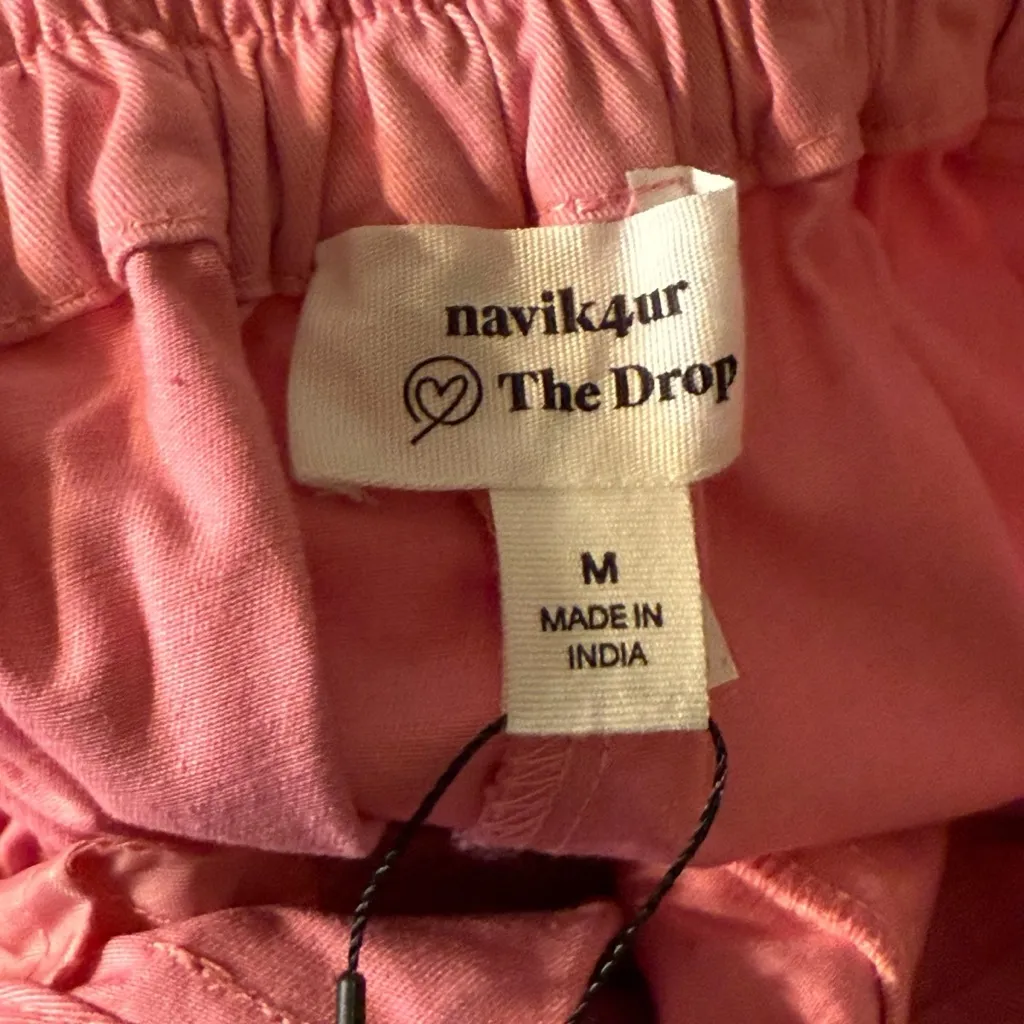 navik4ur
The Drop
M
MADE IN
INDIA